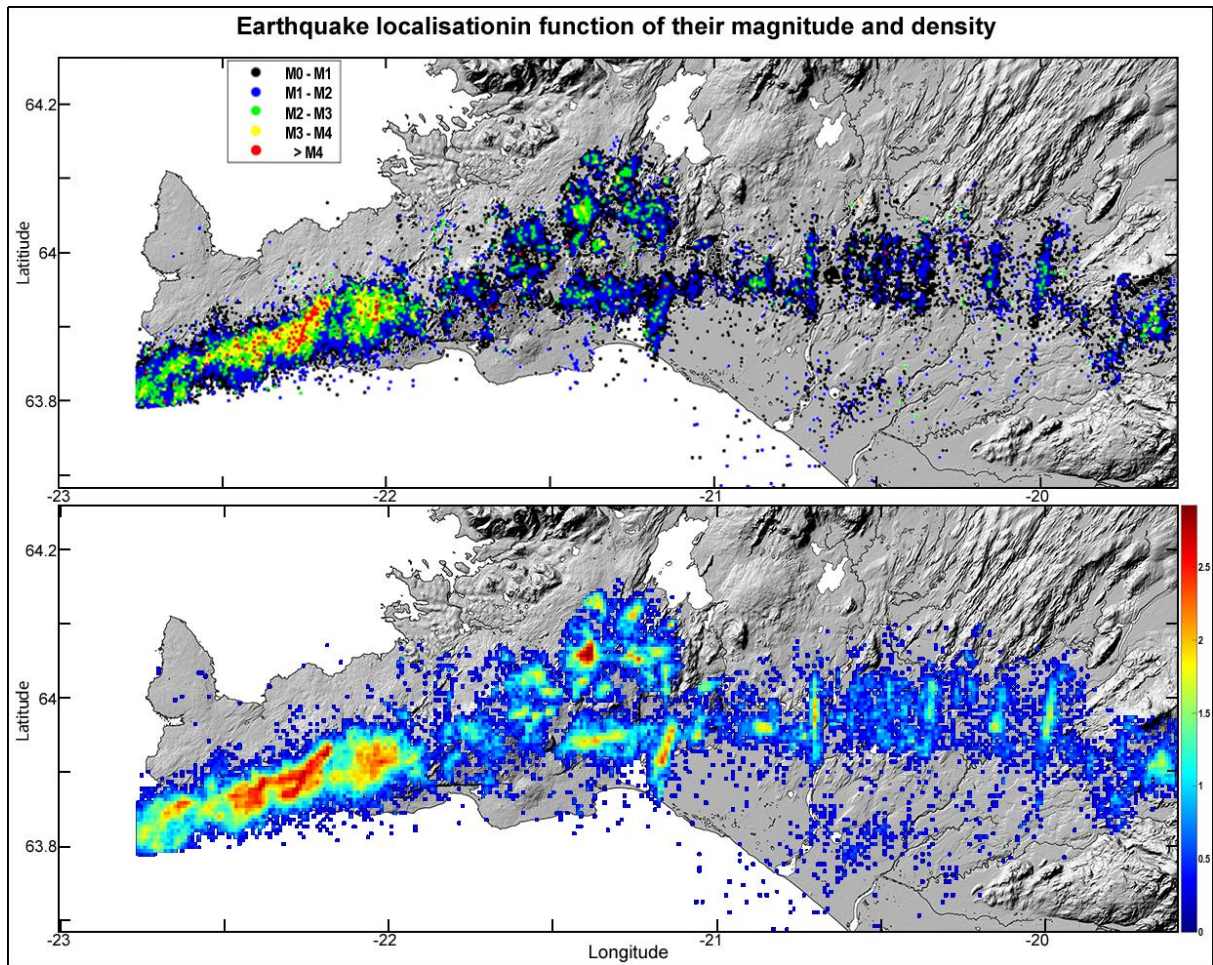 Earthquake localisationin function of their magnitude and density
M0 - M1
M1 - M2
M2 - M3
M3 - M4
> M4
64.2
64
63.8
Latitude
-23
-22
-21
-20
64.2
64
63.8
Latitude
-23
-22
-21
-20
Longitude
2.5
2
1.5
1
0.5
0